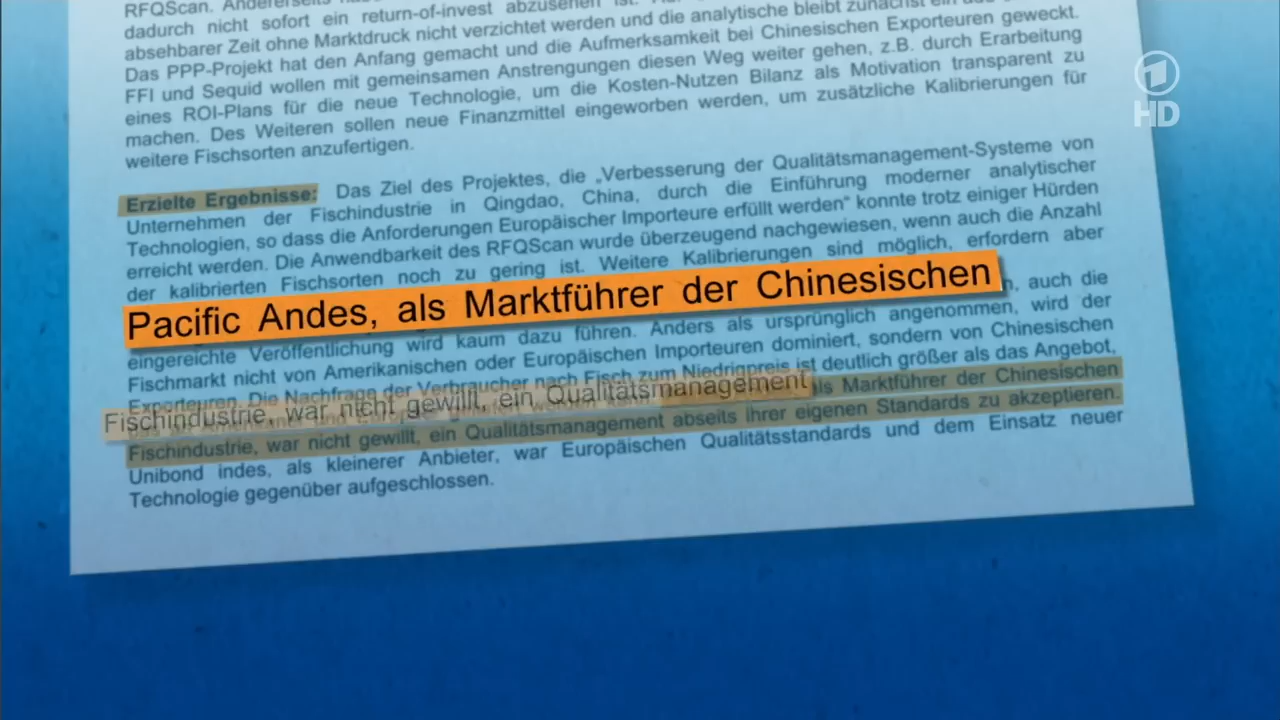 RFQScan. Andererseits
dadurch nicht sofort ein return-of-invest abzusehen ist.
absehbarer Zeit ohne Marktdruck nicht verzichtet werden und die analytische bleibt zunächst ein
Das PPP-Projekt hat den Anfang gemacht und die Aufmerksamkeit bei Chinesischen Exporteuren geweckt.
FFI und Sequid wollen mit gemeinsamen Anstrengungen diesen Weg weiter gehen, z.B. durch Erarbeitung
eines ROI-Plans für die neue Technologie, um die Kosten-Nutzen Bilanz als Motivation transparent zu
machen. Des Weiteren sollen neue Finanzmittel eingeworben werden, um zusätzliche Kalibrierungen für
weitere Fischsorten anzufertigen.
1
HD
Erzielte Ergebnisse: Das Ziel des Projektes, die „Verbesserung der Qualitätsmanagement-Systeme von
Unternehmen der Fischindustrie in Qingdao, China, durch die Einführung moderner analytischer
Technologien, so dass die Anforderungen Europäischer Importeure erfüllt werden“ konnte trotz einiger Hürden
erreicht werden. Die Anwendbarkeit des RFQScan wurde überzeugend nachgewiesen, wenn auch die Anzahl
der kalibrierten Fischsorten noch zu gering ist. Weitere Kalibrierungen sind möglich, erfordern aber
Pacific Andes, als Marktführer der Chinesischen
auch die
eingereichte Veröffentlichung wird kaum dazu führen. Anders als ursprünglich angenommen, wird der
Fischmarkt nicht von Amerikanischen oder Europäischen Importeuren dominiert, sondern von Chinesischen
Exporteuren. Die Nachfrage der Verbraucher nach Fisch zum Niedrigpreis ist deutlich größer als das Angebot,
Fischindustrie, war nicht gewillt, ein Qualitätsmanagement
als Marktführer der Chinesischen
Fischindustrie, war nicht gewillt, ein Qualitätsmanagement abseits ihrer eigenen Standards zu akzeptieren.
Unibond indes, als kleinerer Anbieter, war Europäischen Qualitätsstandards und dem Einsatz neuer
Technologie gegenüber aufgeschlossen.